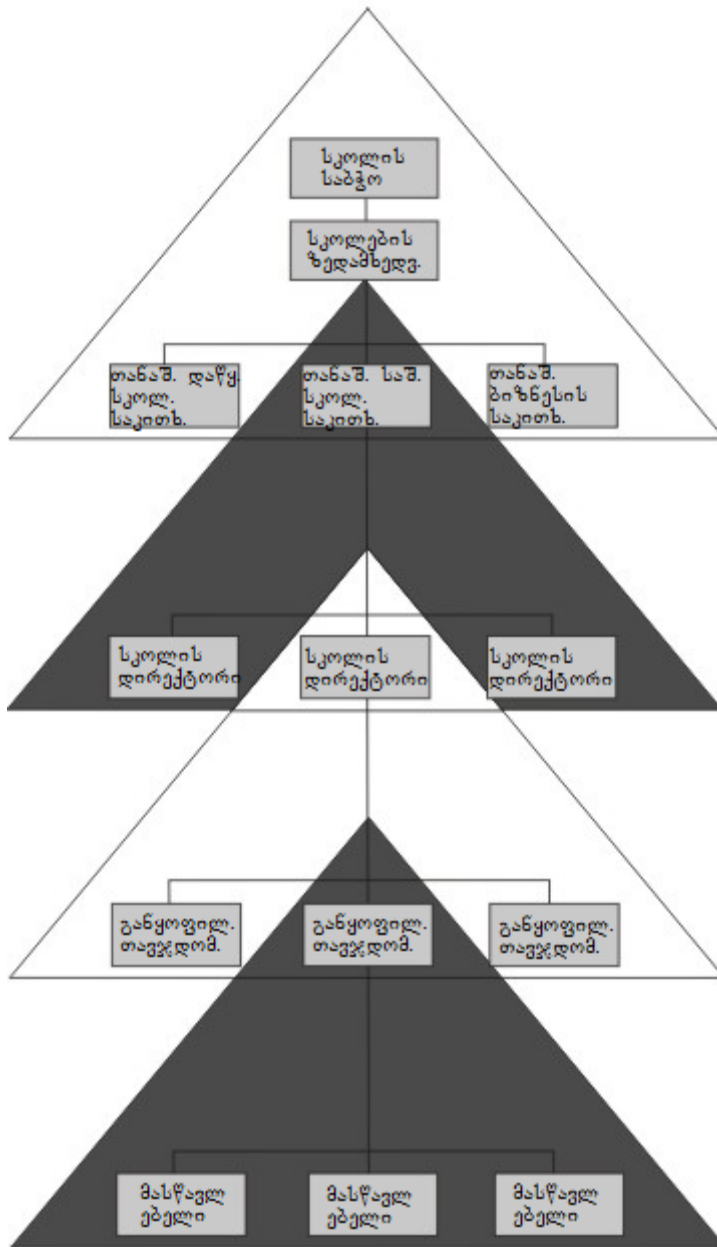 სკოლის
საბჭო
სკოლების
ზედამხედვ.
თანაშ. დაწყ.
სკოლ.
საკითხ.
თანაშ. საშ.
სკოლ.
საკითხ.
თანაშ.
ბიზნესის
საკითხ.
სკოლის
დირექტორი
სკოლის
დირექტორი
სკოლის
დირექტორი
განყოფილ.
თავჯდომ.
განყოფილ.
თავჯდომ.
განყოფილ.
თავჯდომ.
მასწავლ
ებელი
მასწავლ
ებელი
მასწავლ
ებელი